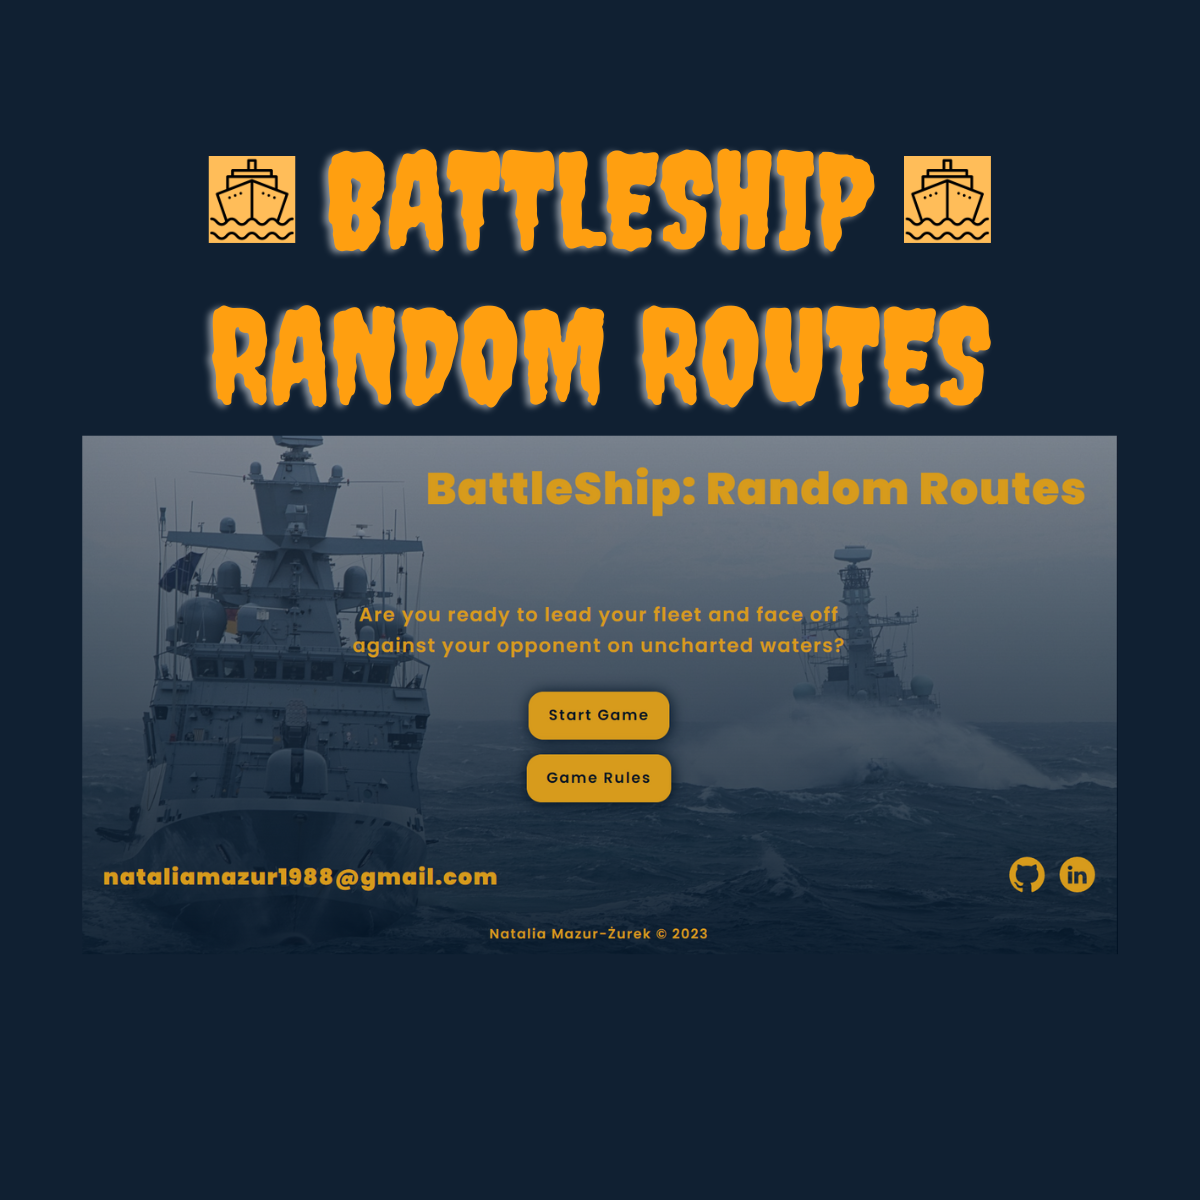 BATTLESHIP
RANDOM ROUTES
BattleShip: Random Routes
Are you ready to lead your fleet and face off
against your opponent on uncharted waters?
Start Game
Game Rules
nataliamazur1988@gmail.com
in
Natalia Mazur-Żurek © 2023